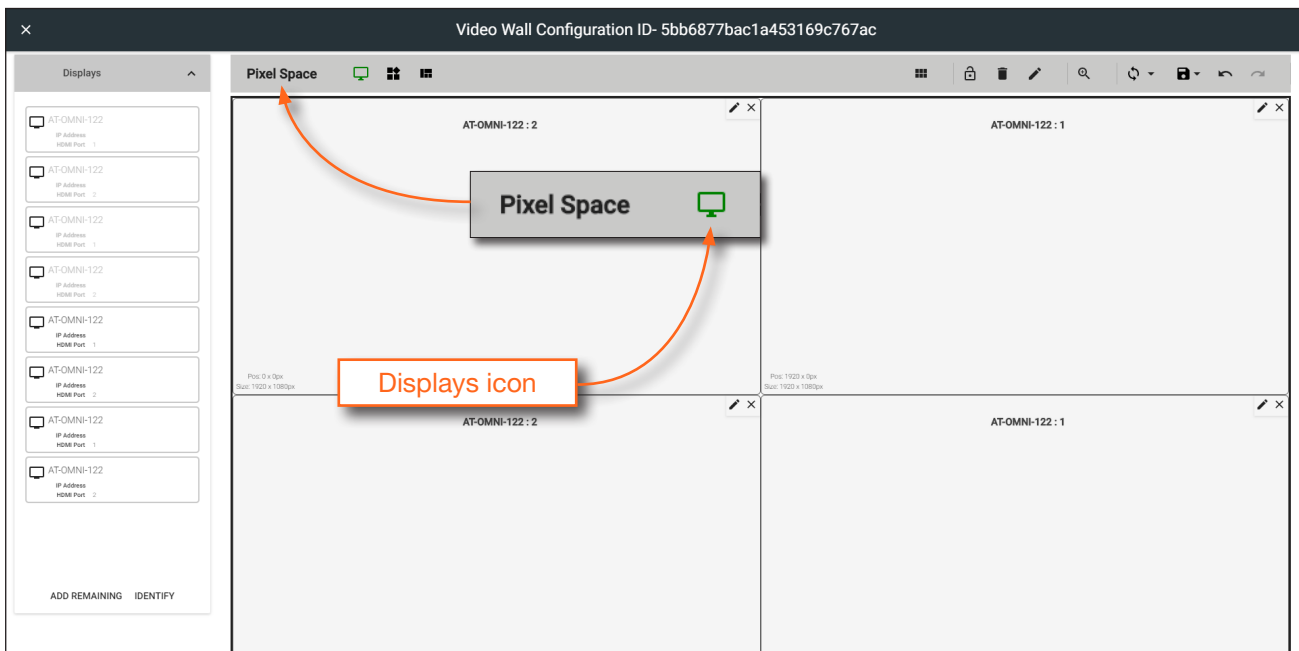 Video Wall Configuration ID- 5bb6877bac1a453169c767ac
Displays
Pixel Space
AT-OMNI-122
IP Address
HDMI Port 1
AT-OMNI-122
IP Address
HDMI Port 2
AT-OMNI-122
IP Address
HDMI Port 1
AT-OMNI-122
IP Address
HDMI Port 2
AT-OMNI-122
IP Address
HDMI Port 1
AT-OMNI-122
IP Address
HDMI Port 2
AT-OMNI-122
IP Address
HDMI Port 1
AT-OMNI-122
IP Address
HDMI Port 2
ADD REMAINING IDENTIFY
AT-OMNI-122 : 2
AT-OMNI-122 : 1
Pixel Space
Displays icon
Pos: 0 x 0px
Size: 1920 x 1080px
Pos: 1920 x 0px
Size: 1920 x 1080px
AT-OMNI-122 : 2
AT-OMNI-122 : 1